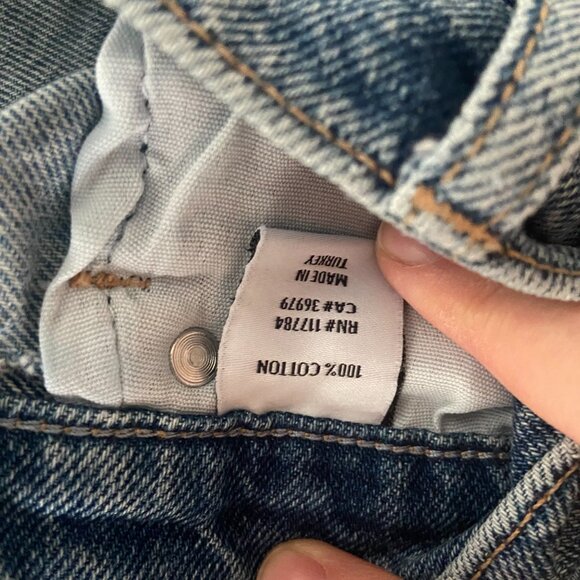 100% COTTON
RN# 117784
CA# 36979
MADE IN
TURKEY